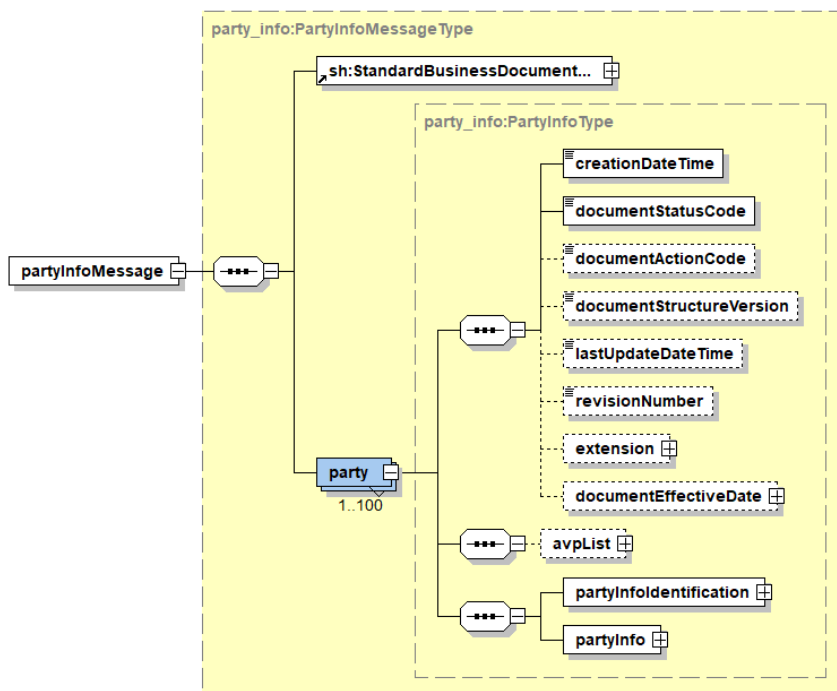 party_info:PartyInfoMessageType
sh:StandardBusinessDocument...
party_info:PartyInfoType
creationDateTime
documentStatusCode
documentActionCode
partyInfoMessage
documentStructureVersion
lastUpdateDateTime
revisionNumber
extension
party
documentEffectiveDate
1..100
avpList
partyInfoIdentification
partyInfo